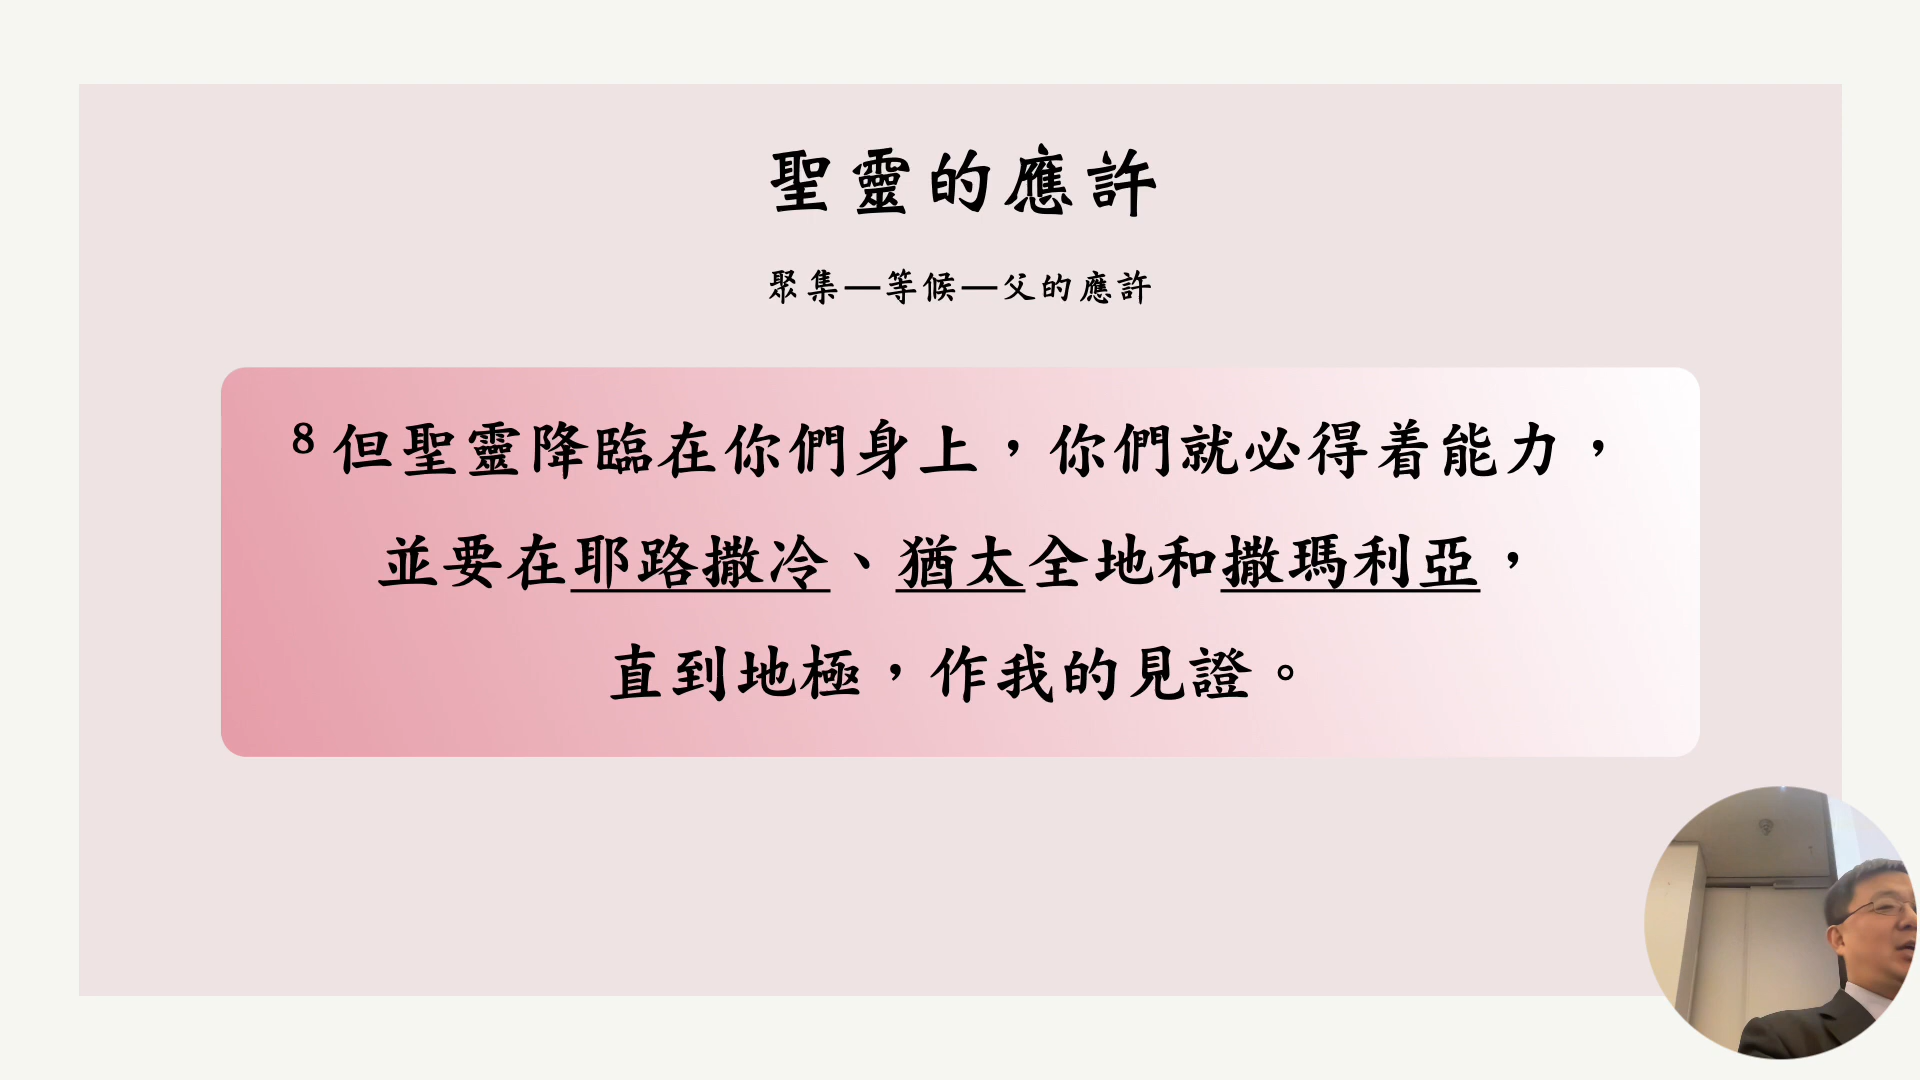 聖靈的應許
聚集—等候—父的應許
8 但聖靈降臨在你們身上，你們就必得着能力，
並要在耶路撒冷、猶太全地和撒瑪利亞，
直到地極，作我的見證。